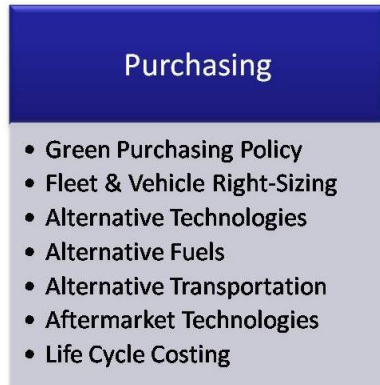 Purchasing
• Green Purchasing Policy
• Fleet & Vehicle Right-Sizing
• Alternative Technologies
• Alternative Fuels
• Alternative Transportation
• Aftermarket Technologies
• Life Cycle Costing